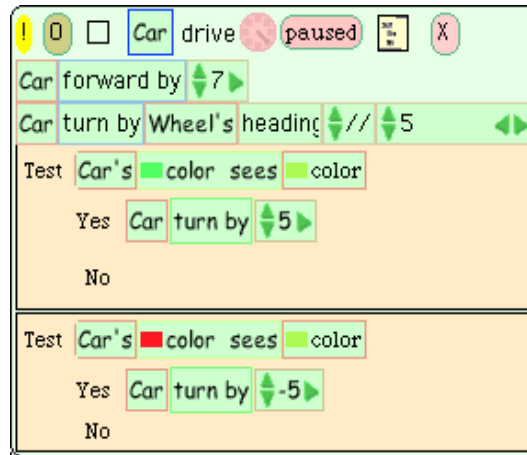 ! O Car drive paused X
Car forward by 7
Car turn by Wheel's heading // 5
Test Car's color sees color
Yes Car turn by 5
No
Test Car's color sees color
Yes Car turn by -5
No